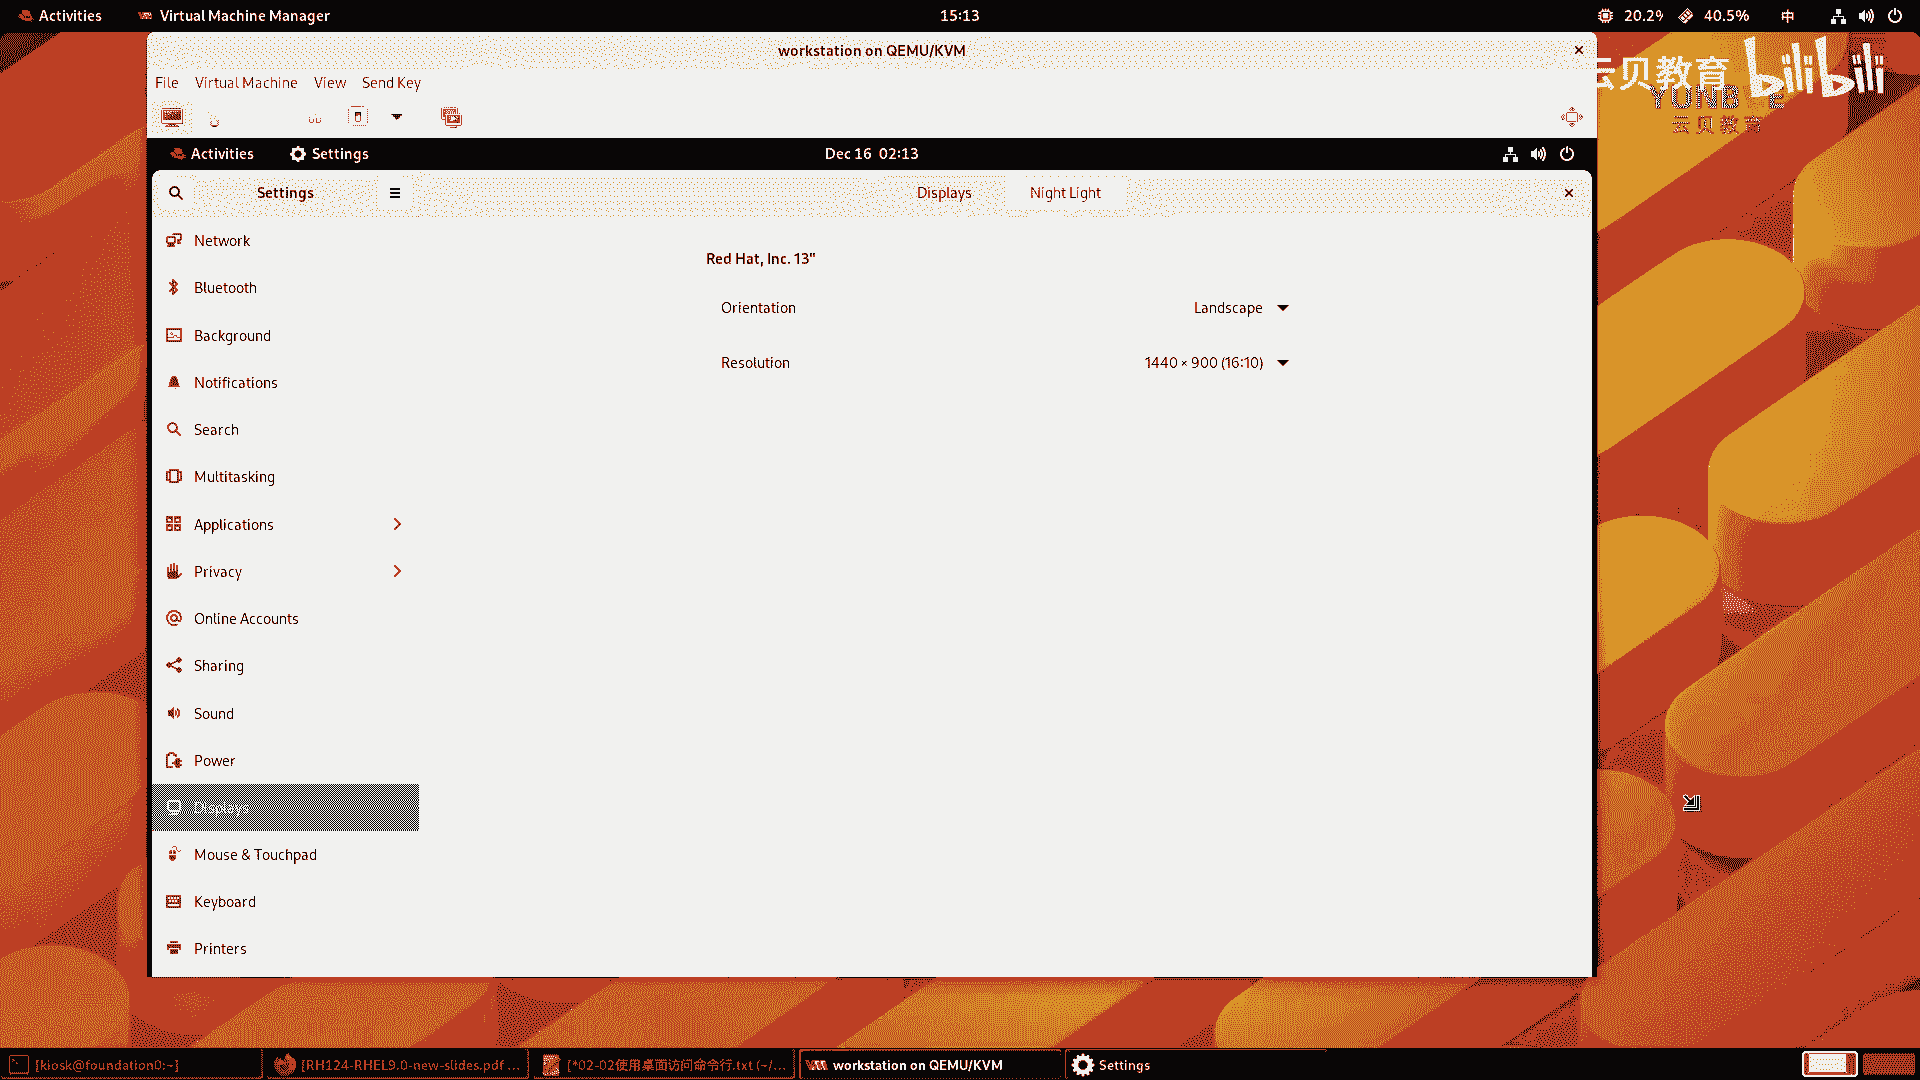 Activities Virtual Machine Manager 15:13 20.2% 40.5% 中
workstation on QEMU/KVM
File Virtual Machine View Send Key
云贝教育 bilibili
云贝教育
Activities Settings Dec 16 02:13
Settings Displays Night Light
Network
Bluetooth
Background
Notifications
Search
Multitasking
Applications
Privacy
Online Accounts
Sharing
Sound
Power
Displays
Mouse & Touchpad
Keyboard
Printers
Red Hat, Inc. 13"
Orientation Landscape
Resolution 1440 × 900 (16:10)
[kiosk@foundation0:~] [RH124-RHEL9.0-new-slides.pdf ... [*02-02使用桌面访问命令行.txt (~/... workstation on QEMU/KVM Settings